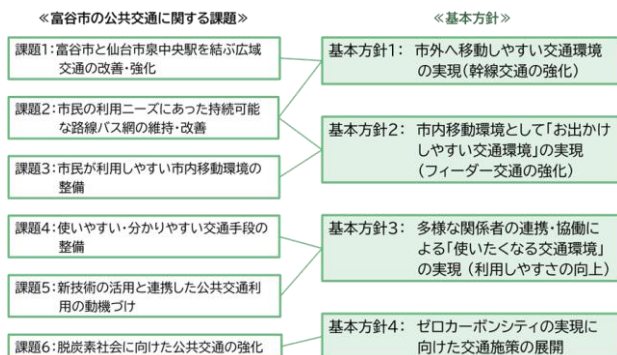 ≪富谷市の公共交通に関する課題≫
課題1:富谷市と仙台市泉中央駅を結ぶ広域
交通の改善・強化
課題2:市民の利用ニーズにあった持続可能
な路線バス網の維持・改善
課題3:市民が利用しやすい市内移動環境の
整備
課題4:使いやすい・分かりやすい交通手段の
整備
課題5:新技術の活用と連携した公共交通利
用の動機づけ
課題6:脱炭素社会に向けた公共交通の強化
≪基本方針≫
基本方針1: 市外へ移動しやすい交通環境
の実現(幹線交通の強化)
基本方針2: 市内移動環境として「お出かけ
しやすい交通環境」の実現
(フィーダー交通の強化)
基本方針3: 多様な関係者の連携・協働に
よる「使いたくなる交通環境」
の実現 (利用しやすさの向上)
基本方針4: ゼロカーボンシティの実現に
向けた交通施策の展開